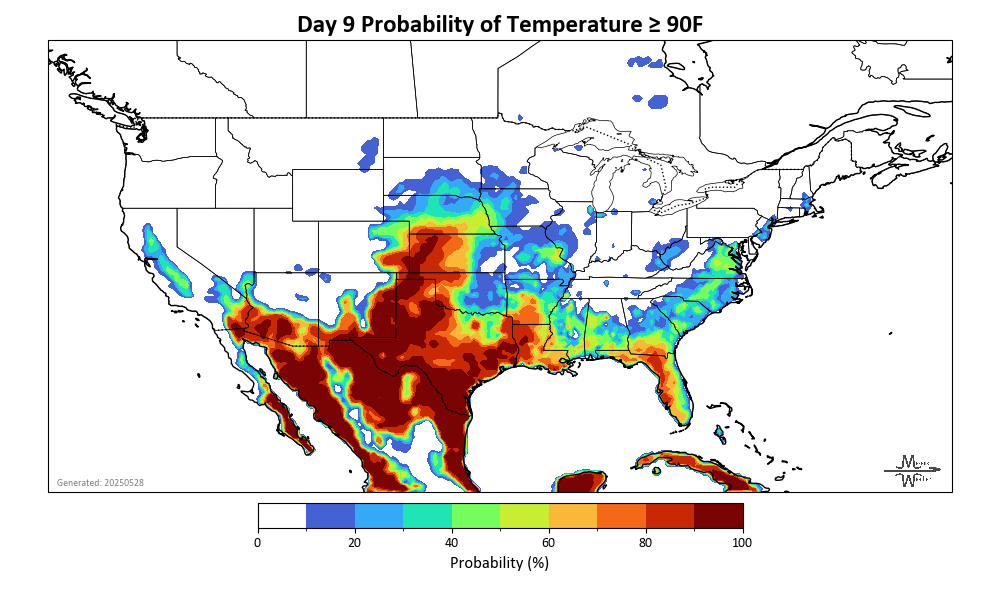 Day 9 Probability of Temperature ≥ 90F
Generated: 20250528
0 20 40 60 80 100
Probability (%)